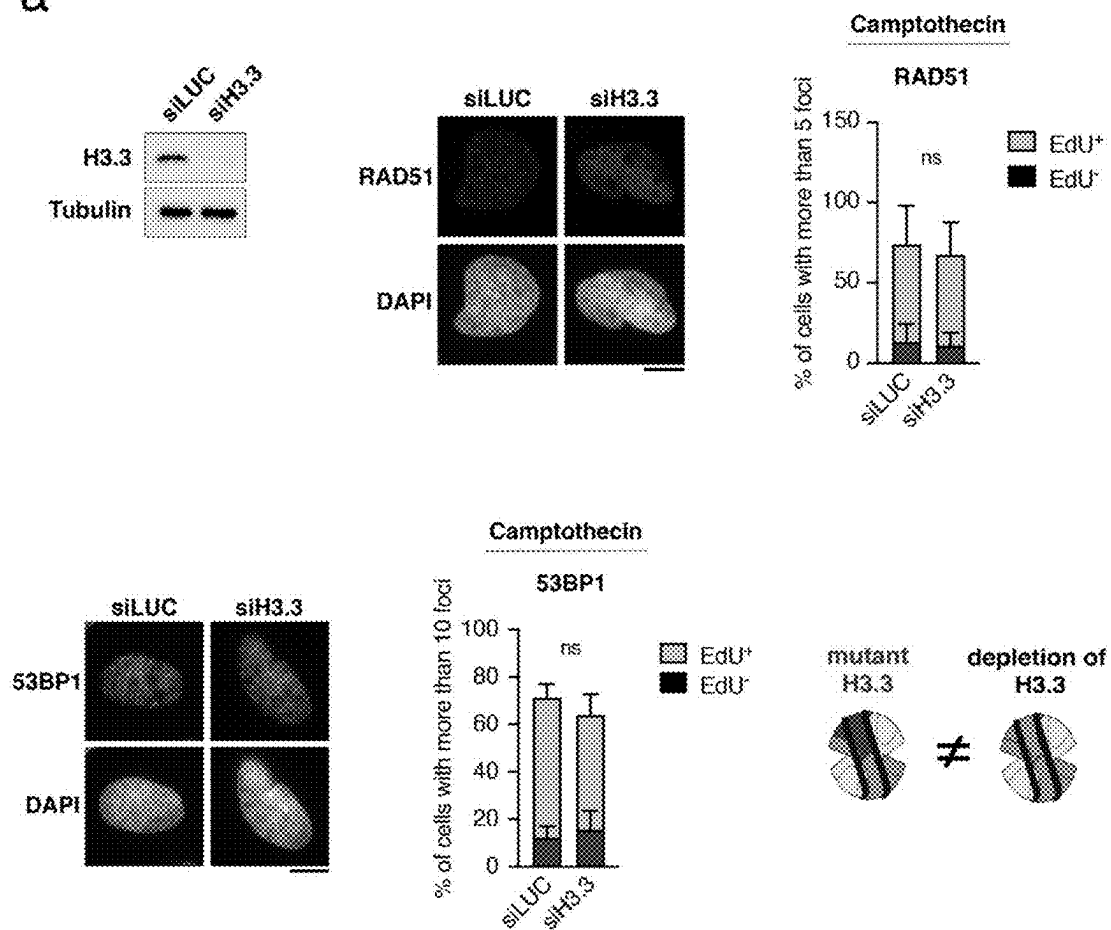 a
siLUC
siH3.3
H3.3
Tubulin
siLUC
siH3.3
RAD51
DAPI
Camptothecin
RAD51
% of cells with more than 5 foci
150
100
50
0
ns
EdU⁺
EdU⁻
siLUC
siH3.3
siLUC
siH3.3
53BP1
DAPI
Camptothecin
53BP1
% of cells with more than 10 foci
100
80
60
40
20
0
ns
EdU⁺
EdU⁻
siLUC
siH3.3
mutant
H3.3
≠
depletion of
H3.3